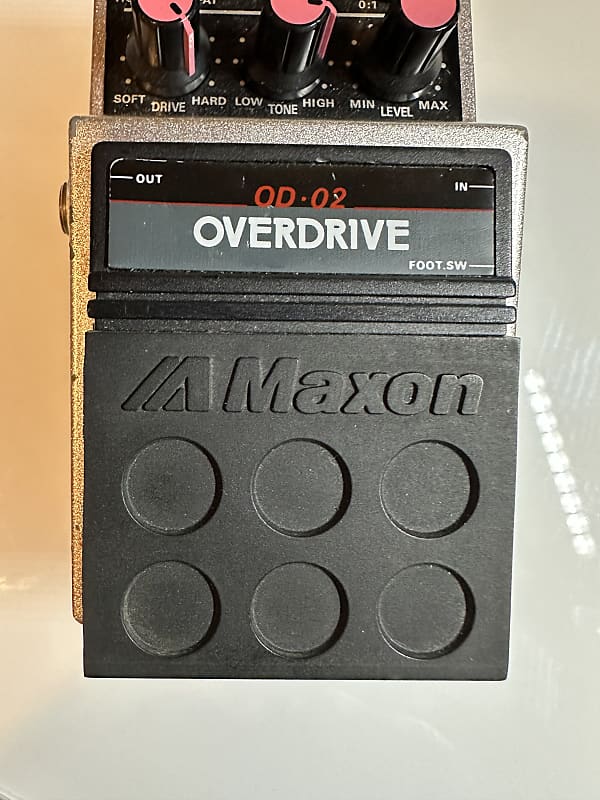 0:1
SOFT DRIVE HARD LOW TONE HIGH MIN LEVEL MAX
OUT
IN
OD·02
OVERDRIVE
FOOT.SW
Maxon